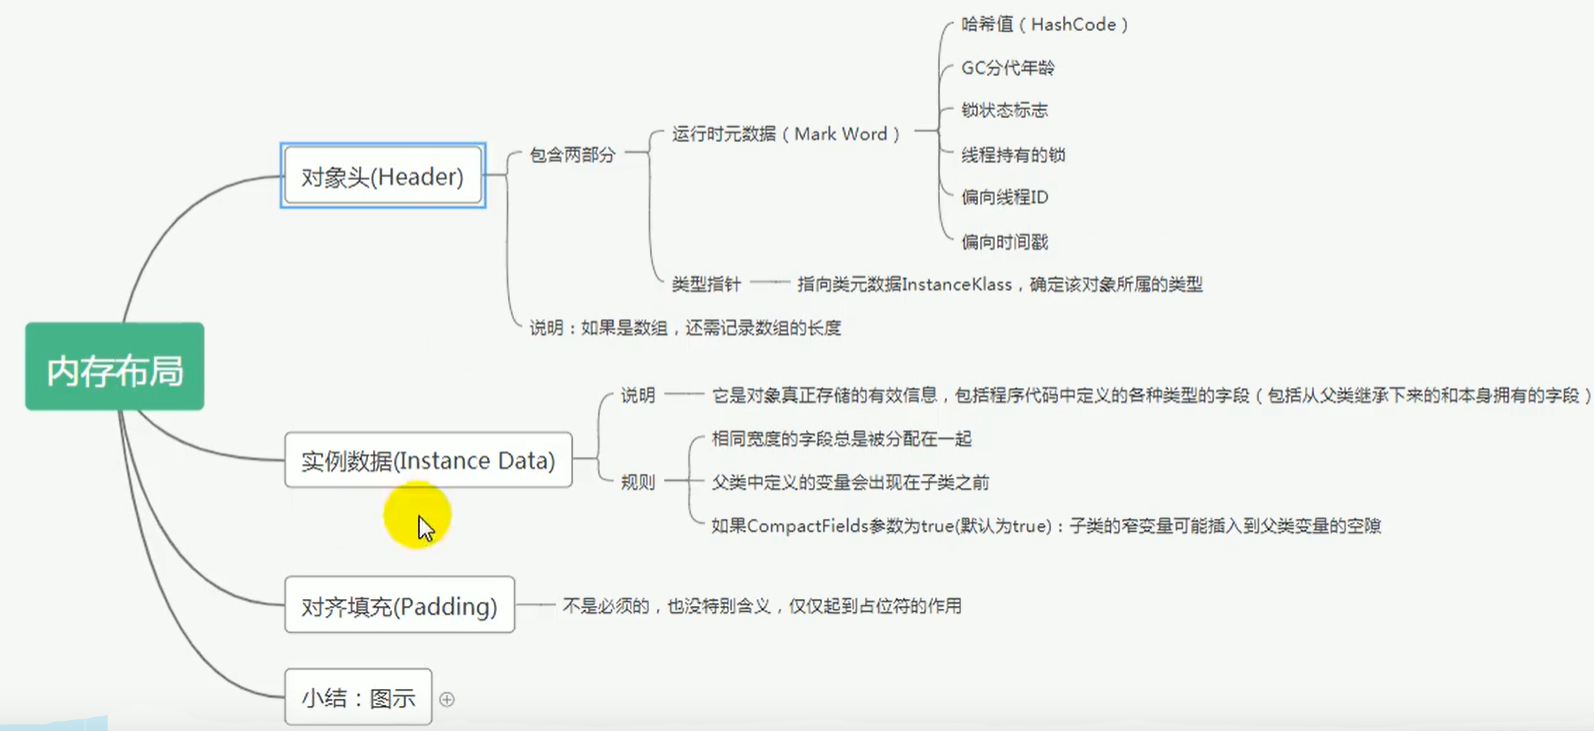 内存布局
对象头(Header)
包含两部分
运行时元数据（Mark Word）
哈希值（HashCode）
GC分代年龄
锁状态标志
线程持有的锁
偏向线程ID
偏向时间戳
类型指针
指向类元数据InstanceKlass，确定该对象所属的类型
说明：如果是数组，还需记录数组的长度
实例数据(Instance Data)
说明
它是对象真正存储的有效信息，包括程序代码中定义的各种类型的字段（包括从父类继承下来的和本身拥有的字段）
规则
相同宽度的字段总是被分配在一起
父类中定义的变量会出现在子类之前
如果CompactFields参数为true(默认为true)：子类的窄变量可能插入到父类变量的空隙
对齐填充(Padding)
不是必须的，也没特别含义，仅仅起到占位符的作用
小结：图示